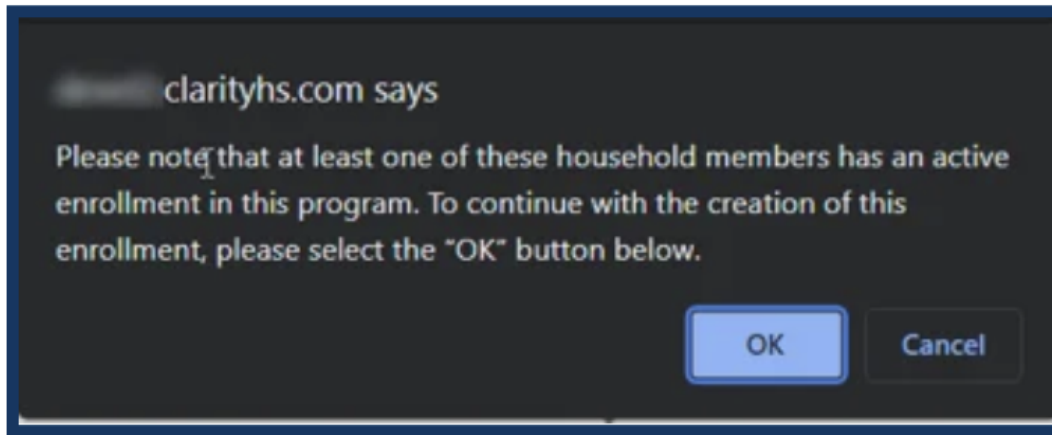 clarityhs.com says
Please note that at least one of these household members has an active
enrollment in this program. To continue with the creation of this
enrollment, please select the “OK” button below.
OK Cancel